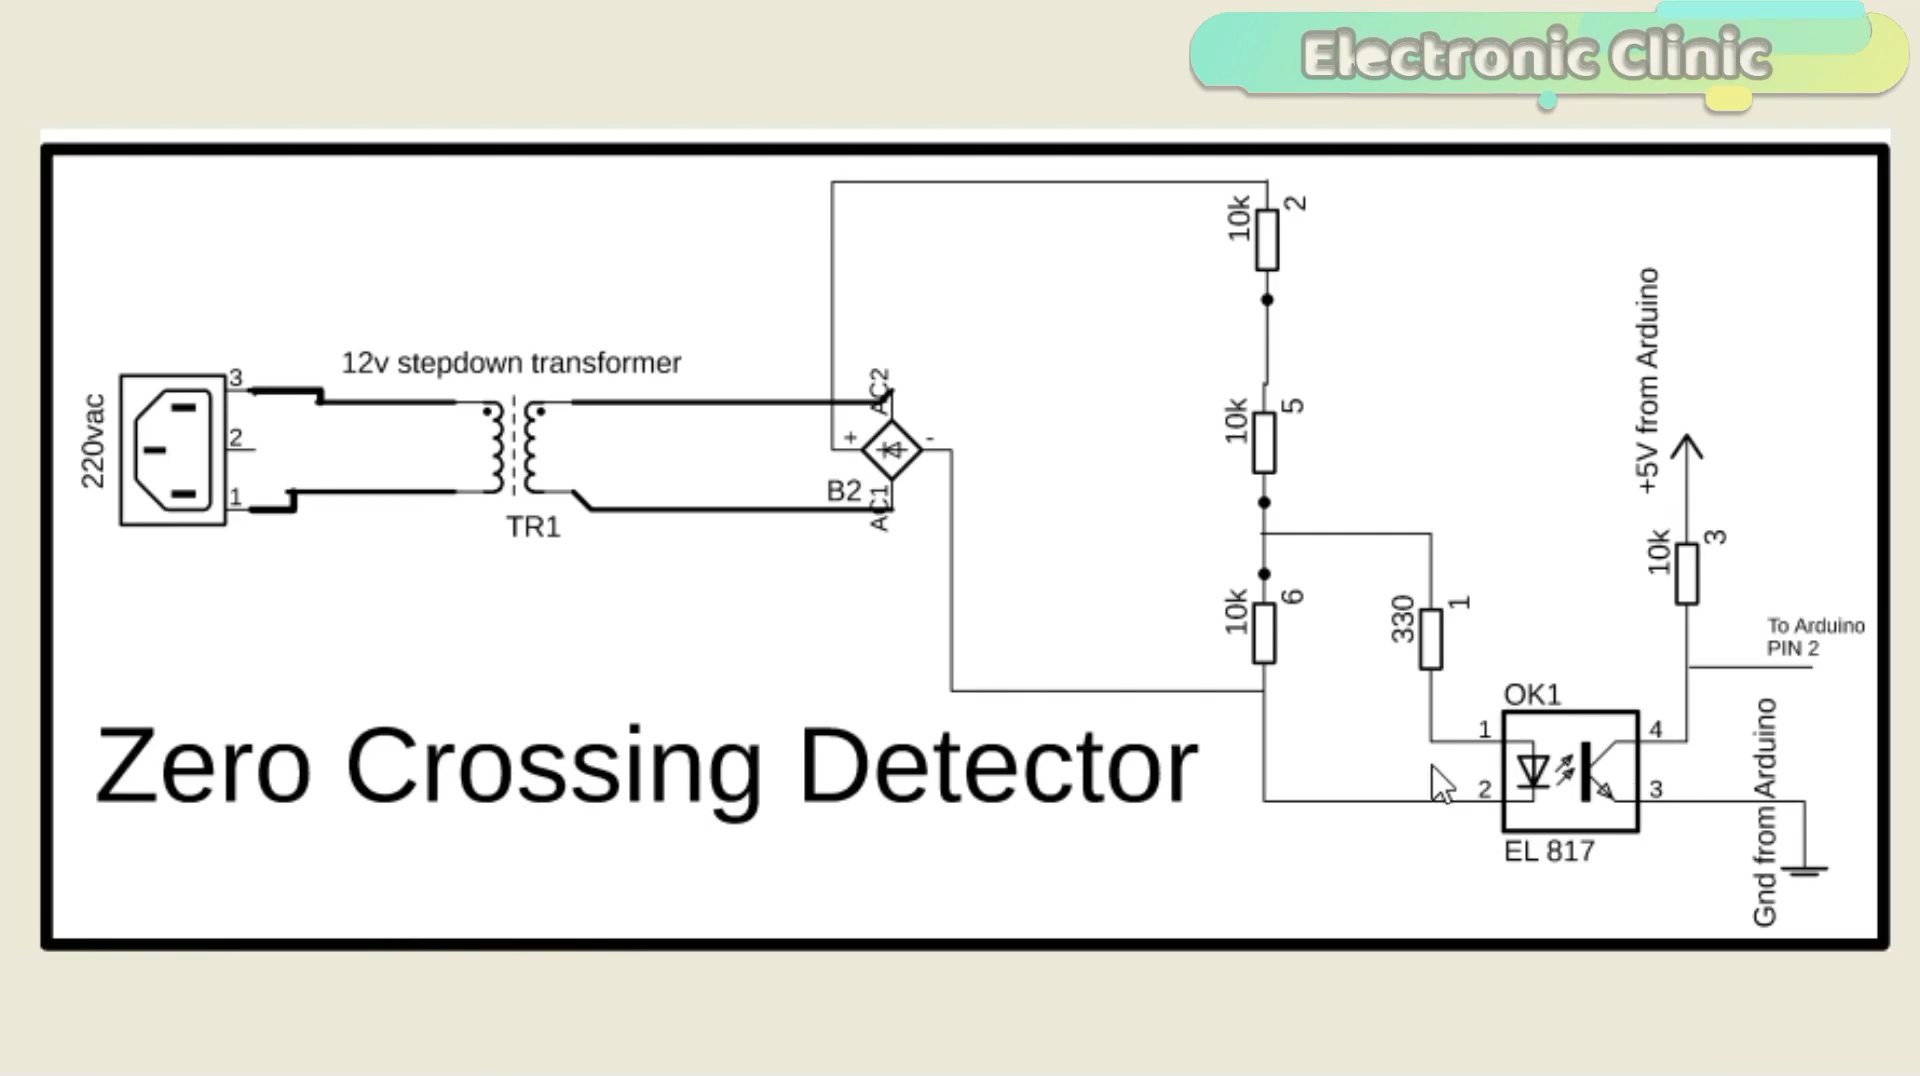 Electronic Clinic
10k
2
+5V from Arduino
12v stepdown transformer
220vac
3
2
1
AC2
+
-
B2
AC1
TR1
10k
5
10k
3
10k
6
330
1
To Arduino
PIN 2
OK1
1
2
4
3
EL 817
Gnd from Arduino
Zero Crossing Detector